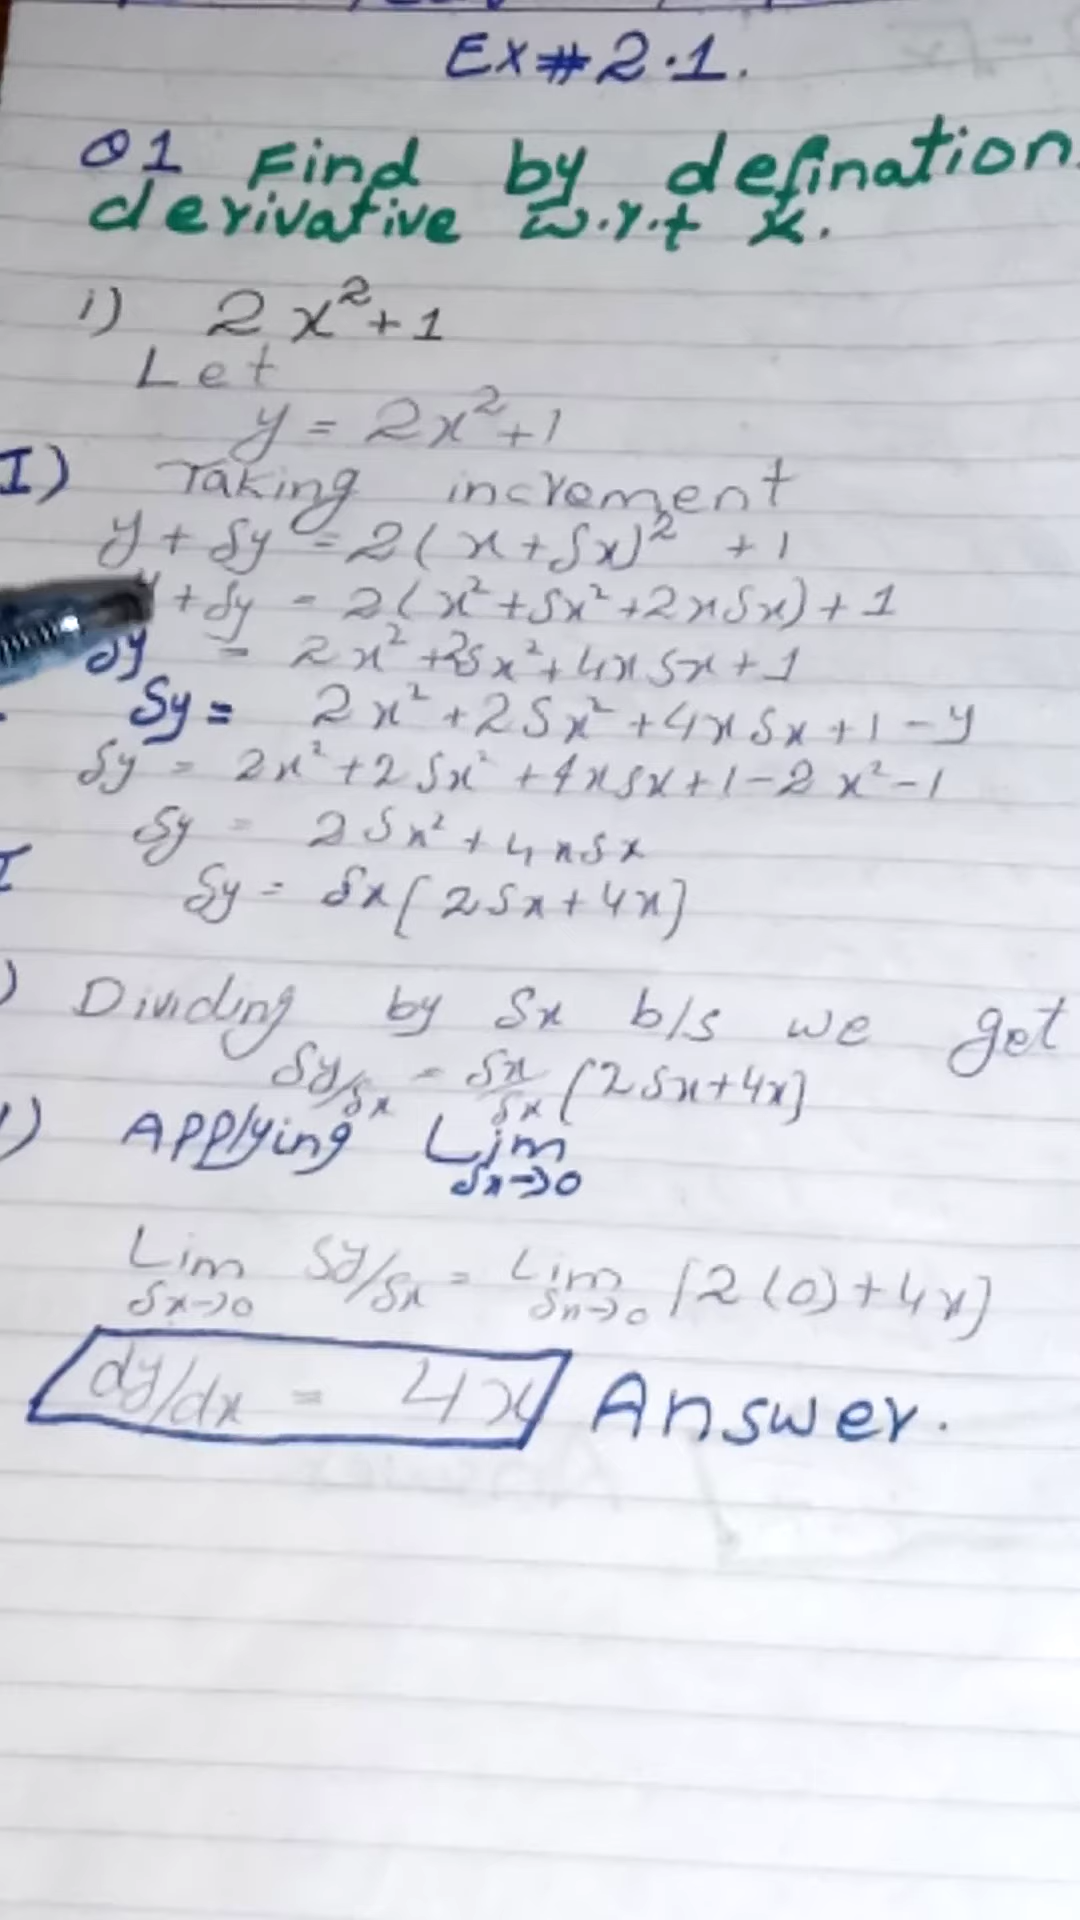 Ex#2.1.
Q1 Find by defination
derivative w.r.t x.
i) 2x²+1
Let
y = 2x²+1
I) Taking increment
y + δy = 2(x+δx)² + 1
y + δy = 2(x²+δx²+2xδx)+1
δy = 2x²+2δx²+4xδx+1
δy = 2x²+2δx²+4xδx+1-y
δy = 2x²+2δx²+4xδx+1-2x²-1
δy = 2δx²+4xδx
δy = δx[2δx+4x]
) Dividing by δx b/s we get
δy/δx = δx/δx [2δx+4x]
) Applying Lim δx→0
Lim δx→0 δy/δx = Lim δx→0 [2(0)+4x]
dy/dx = 4x Answer.